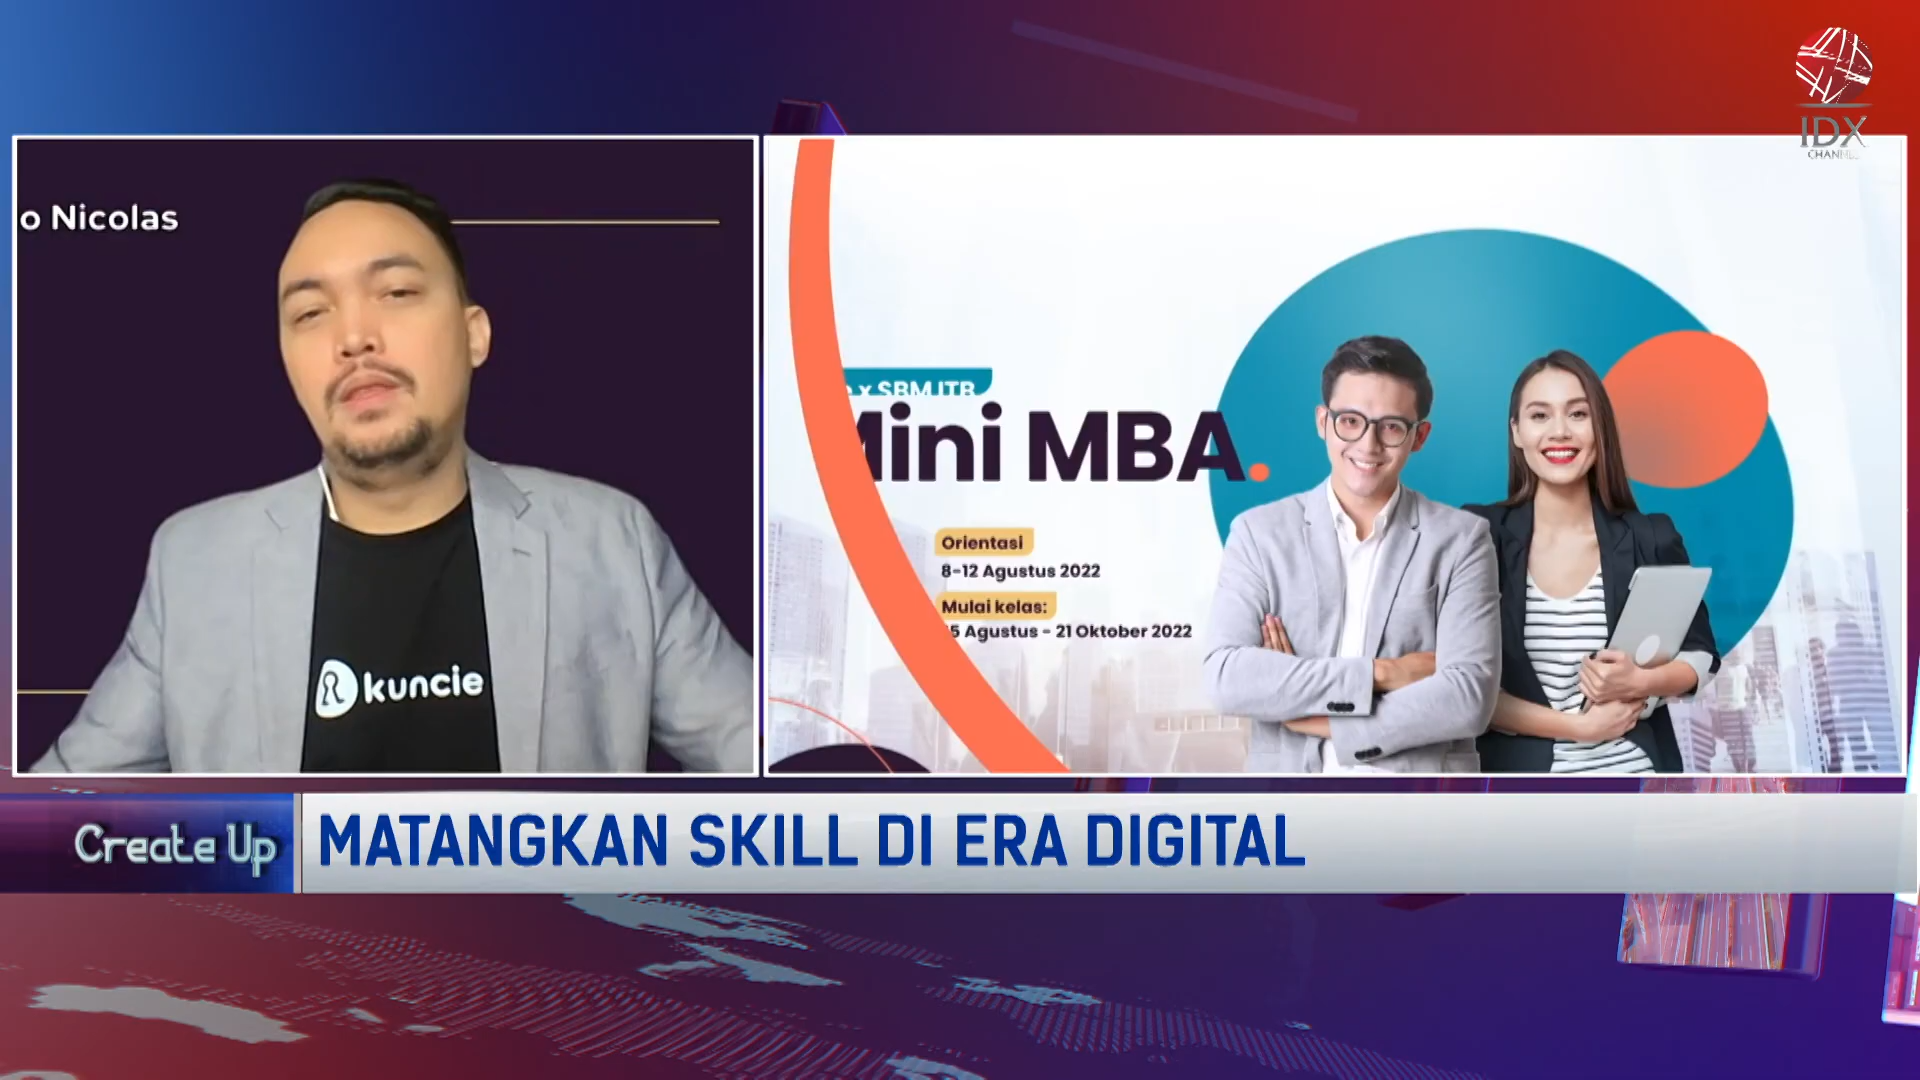 IDX
CHANNEL
o Nicolas
x SBM ITB
Mini MBA.
Orientasi
8-12 Agustus 2022
Mulai kelas:
5 Agustus - 21 Oktober 2022
kuncie
Create Up
MATANGKAN SKILL DI ERA DIGITAL